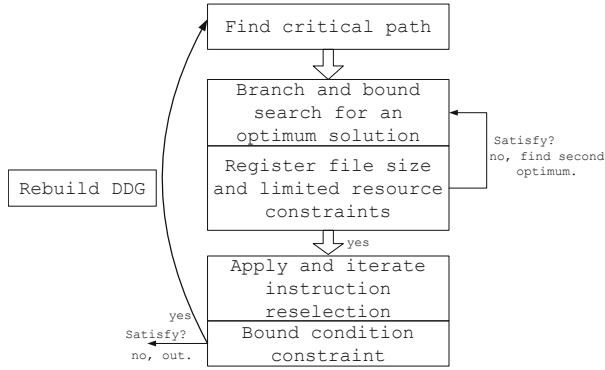 Find critical path
Branch and bound
search for an
optimum solution
Satisfy?
no, find second
optimum.
Register file size
and limited resource
constraints
Rebuild DDG
yes
Apply and iterate
instruction
reselection
yes
Satisfy?
no, out.
Bound condition
constraint